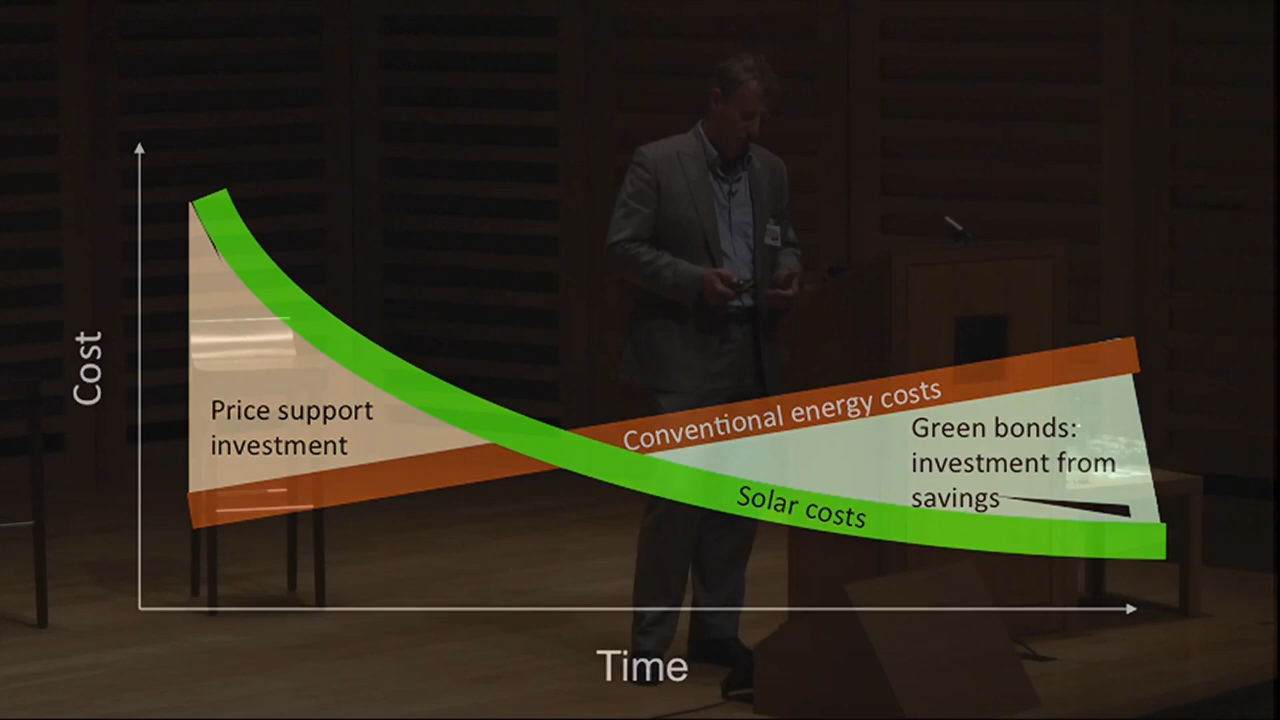 Cost
Price support
investment
Conventional energy costs
Green bonds:
investment from
savings
Solar costs
Time